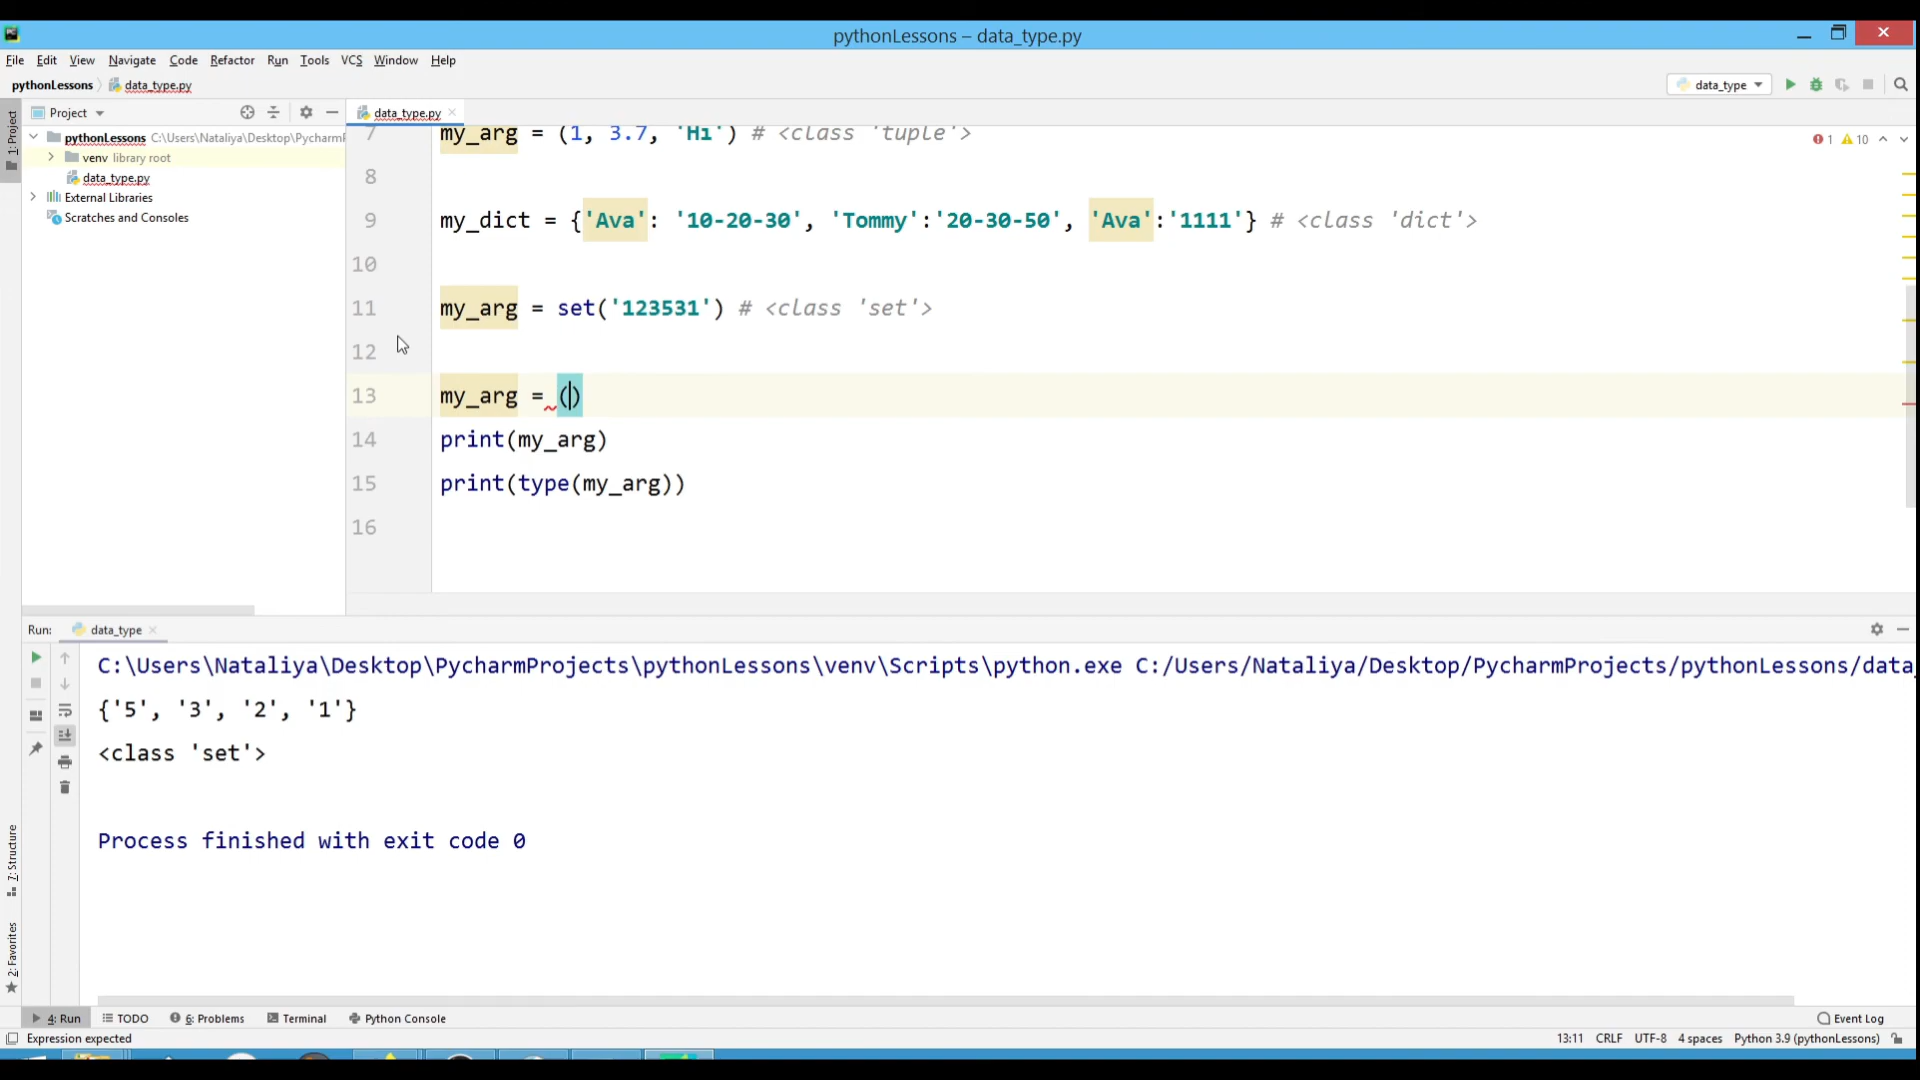 pythonLessons – data_type.py
File Edit View Navigate Code Refactor Run Tools VCS Window Help
pythonLessons data_type.py
data_type
1: Project
Project
data_type.py
pythonLessons C:\Users\Nataliya\Desktop\PycharmP
venv library root
data_type.py
External Libraries
Scratches and Consoles
1 10
7 my_arg = (1, 3.7, 'Hi') # <class 'tuple'>
8
9 my_dict = {'Ava': '10-20-30', 'Tommy':'20-30-50', 'Ava':'1111'} # <class 'dict'>
10
11 my_arg = set('123531') # <class 'set'>
12
13 my_arg = ()
14 print(my_arg)
15 print(type(my_arg))
16
Run: data_type
C:\Users\Nataliya\Desktop\PycharmProjects\pythonLessons\venv\Scripts\python.exe C:/Users/Nataliya/Desktop/PycharmProjects/pythonLessons/data_
{'5', '3', '2', '1'}
<class 'set'>
Process finished with exit code 0
7: Structure
2: Favorites
4: Run TODO 6: Problems Terminal Python Console Event Log
Expression expected 13:11 CRLF UTF-8 4 spaces Python 3.9 (pythonLessons)